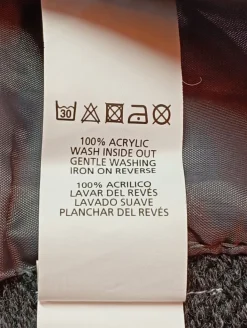 30
100% ACRYLIC
WASH INSIDE OUT
GENTLE WASHING
IRON ON REVERSE
100% ACRILICO
LAVAR DEL REVÉS
LAVADO SUAVE
PLANCHAR DEL REVÉS